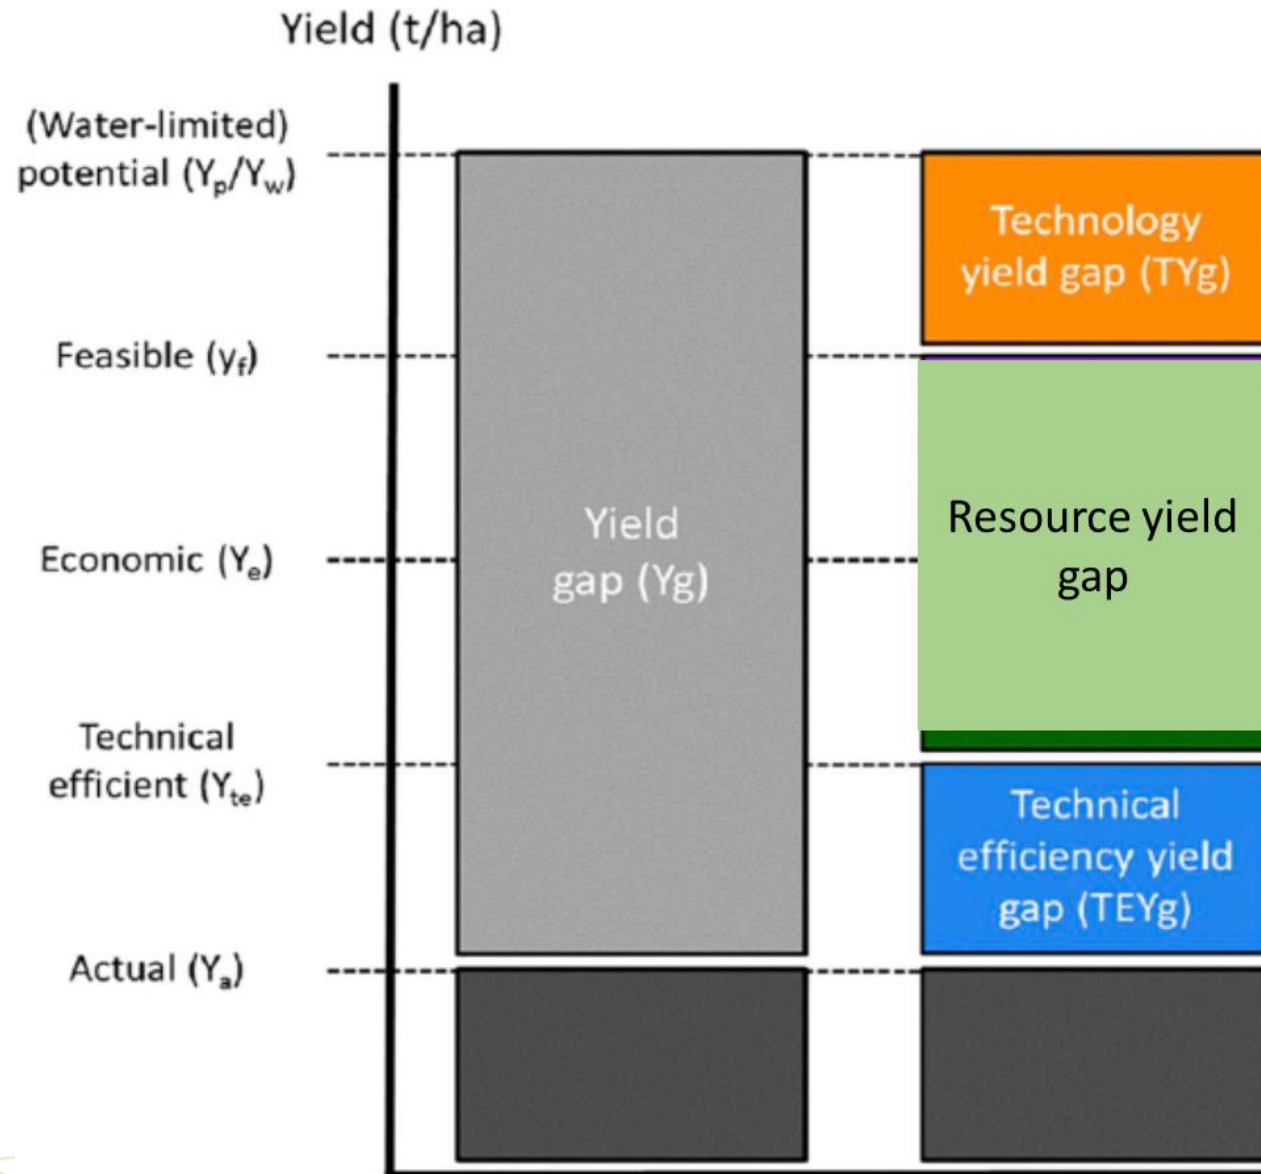 Yield (t/ha)
(Water-limited)
potential (Yp/Yw)
Feasible (yf)
Economic (Ye)
Technical
efficient (Yte)
Actual (Ya)
Yield
gap (Yg)
Technology
yield gap (TYg)
Resource yield
gap
Technical
efficiency yield
gap (TEYg)